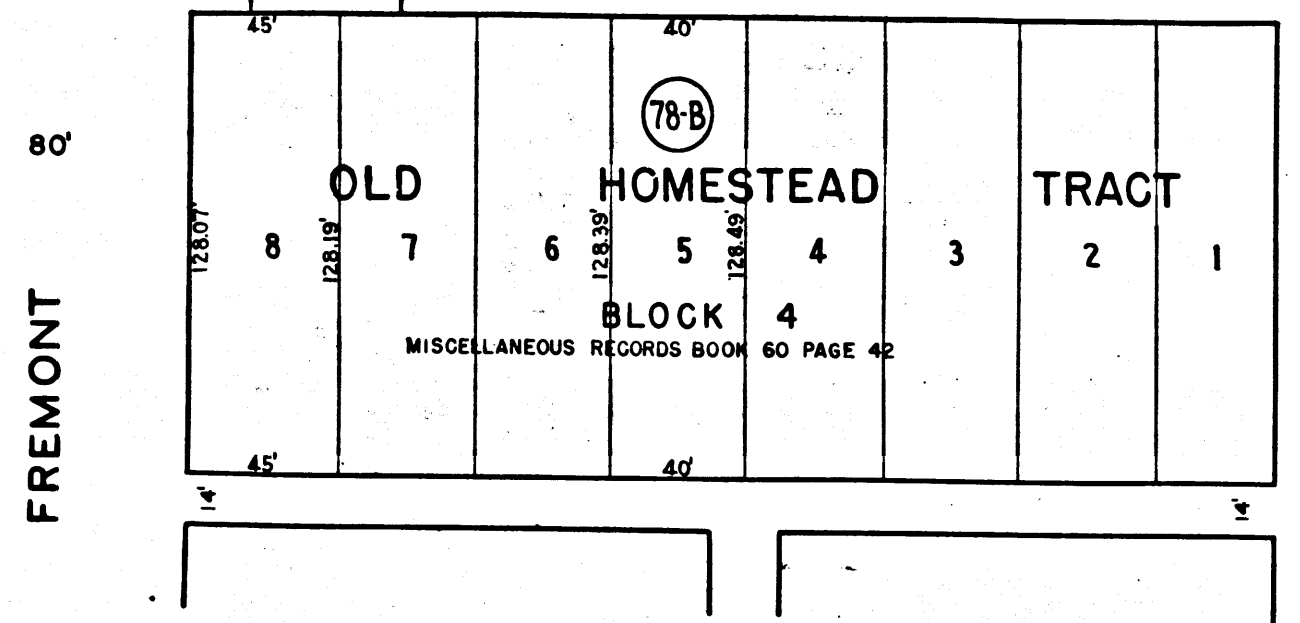 45' 40'
78-B
80'
OLD HOMESTEAD TRACT
128.07' 128.19' 128.39' 128.49'
8 7 6 5 4 3 2 1
BLOCK 4
MISCELLANEOUS RECORDS BOOK 60 PAGE 42
FREMONT
45' 40'
14' 14'